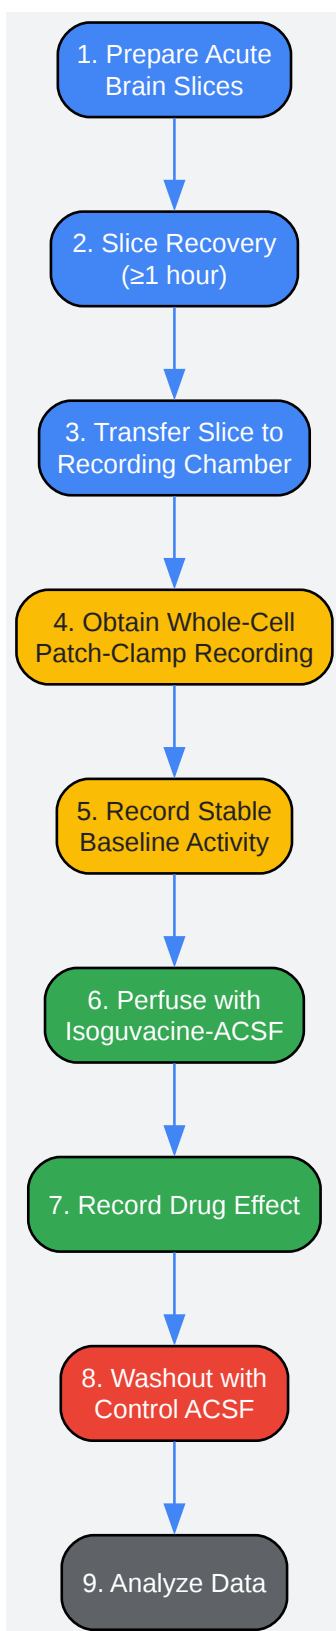 1. Prepare Acute
Brain Slices
2. Slice Recovery
(≥1 hour)
3. Transfer Slice to
Recording Chamber
4. Obtain Whole-Cell
Patch-Clamp Recording
5. Record Stable
Baseline Activity
6. Perfuse with
Isoguvacine-ACSF
7. Record Drug Effect
8. Washout with
Control ACSF
9. Analyze Data